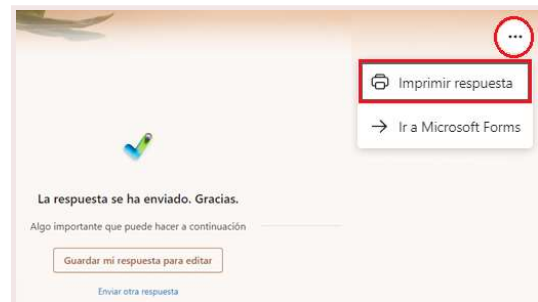 ...
Imprimir respuesta
Ir a Microsoft Forms
La respuesta se ha enviado. Gracias.
Algo importante que puede hacer a continuación
Guardar mi respuesta para editar
Enviar otra respuesta